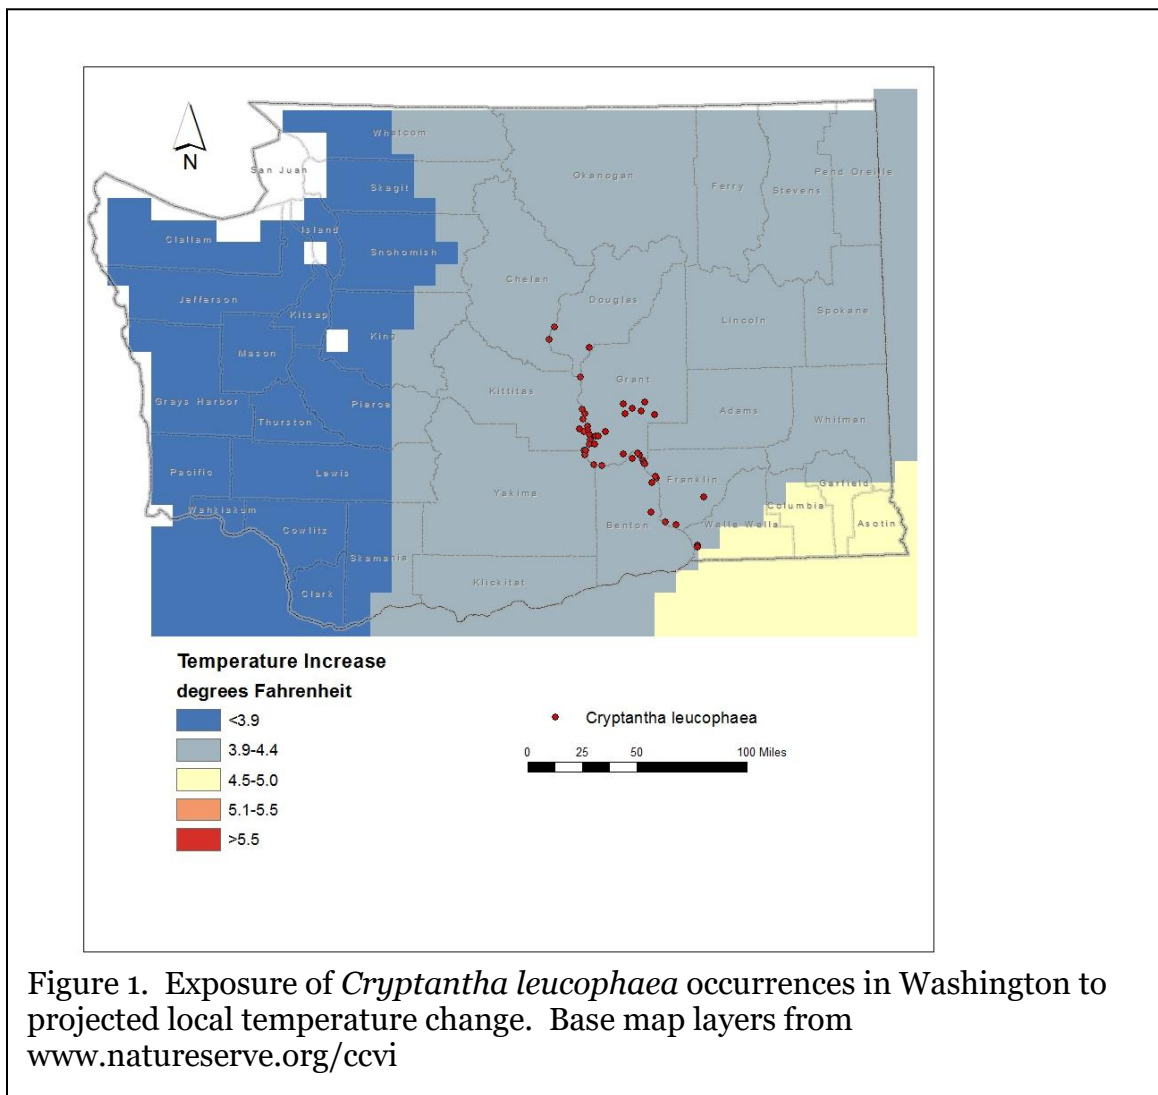 N
Whatcom
San Juan
Okanogan
Ferry
Pend Oreille
Stevens
Skagit
Island
Clallam
Snohomish
Chelan
Jefferson
Kitsap
Douglas
Spokane
Lincoln
King
Mason
Grant
Kittitas
Grays Harbor
Pierce
Adams
Whitman
Thurston
Pacific
Lewis
Franklin
Garfield
Yakima
Columbia
Wahkiakum
Cowlitz
Benton
Walla Walla
Asotin
Skamania
Klickitat
Clark
Temperature Increase
degrees Fahrenheit
<3.9
3.9-4.4
4.5-5.0
5.1-5.5
>5.5
Cryptantha leucophaea
0 25 50 100 Miles
Figure 1. Exposure of Cryptantha leucophaea occurrences in Washington to
projected local temperature change. Base map layers from
www.natureserve.org/ccvi